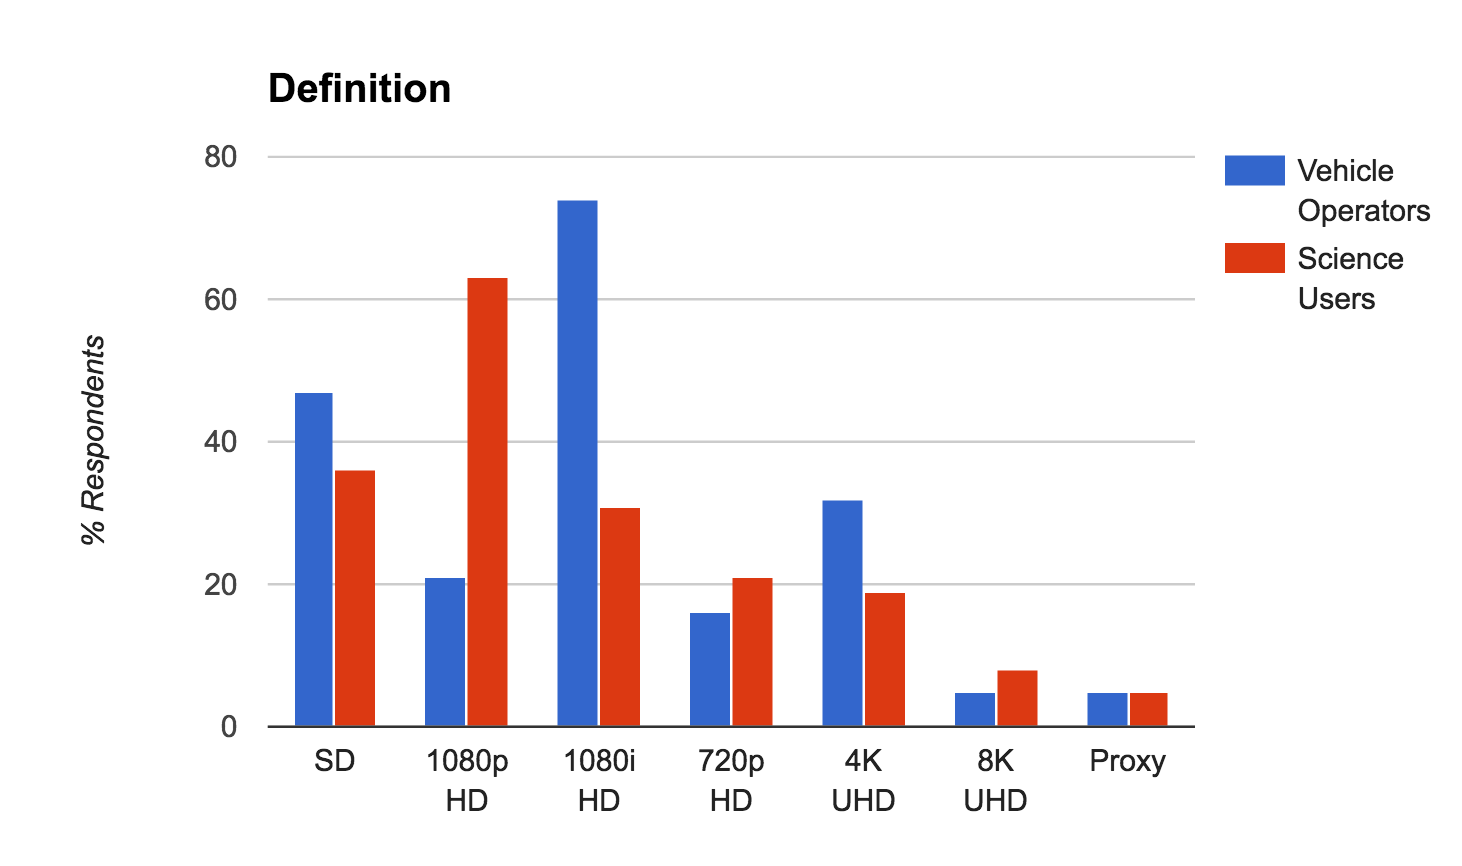 Definition
80
60
40
20
0
% Respondents
SD
1080p
HD
1080i
HD
720p
HD
4K
UHD
8K
UHD
Proxy
Vehicle
Operators
Science
Users